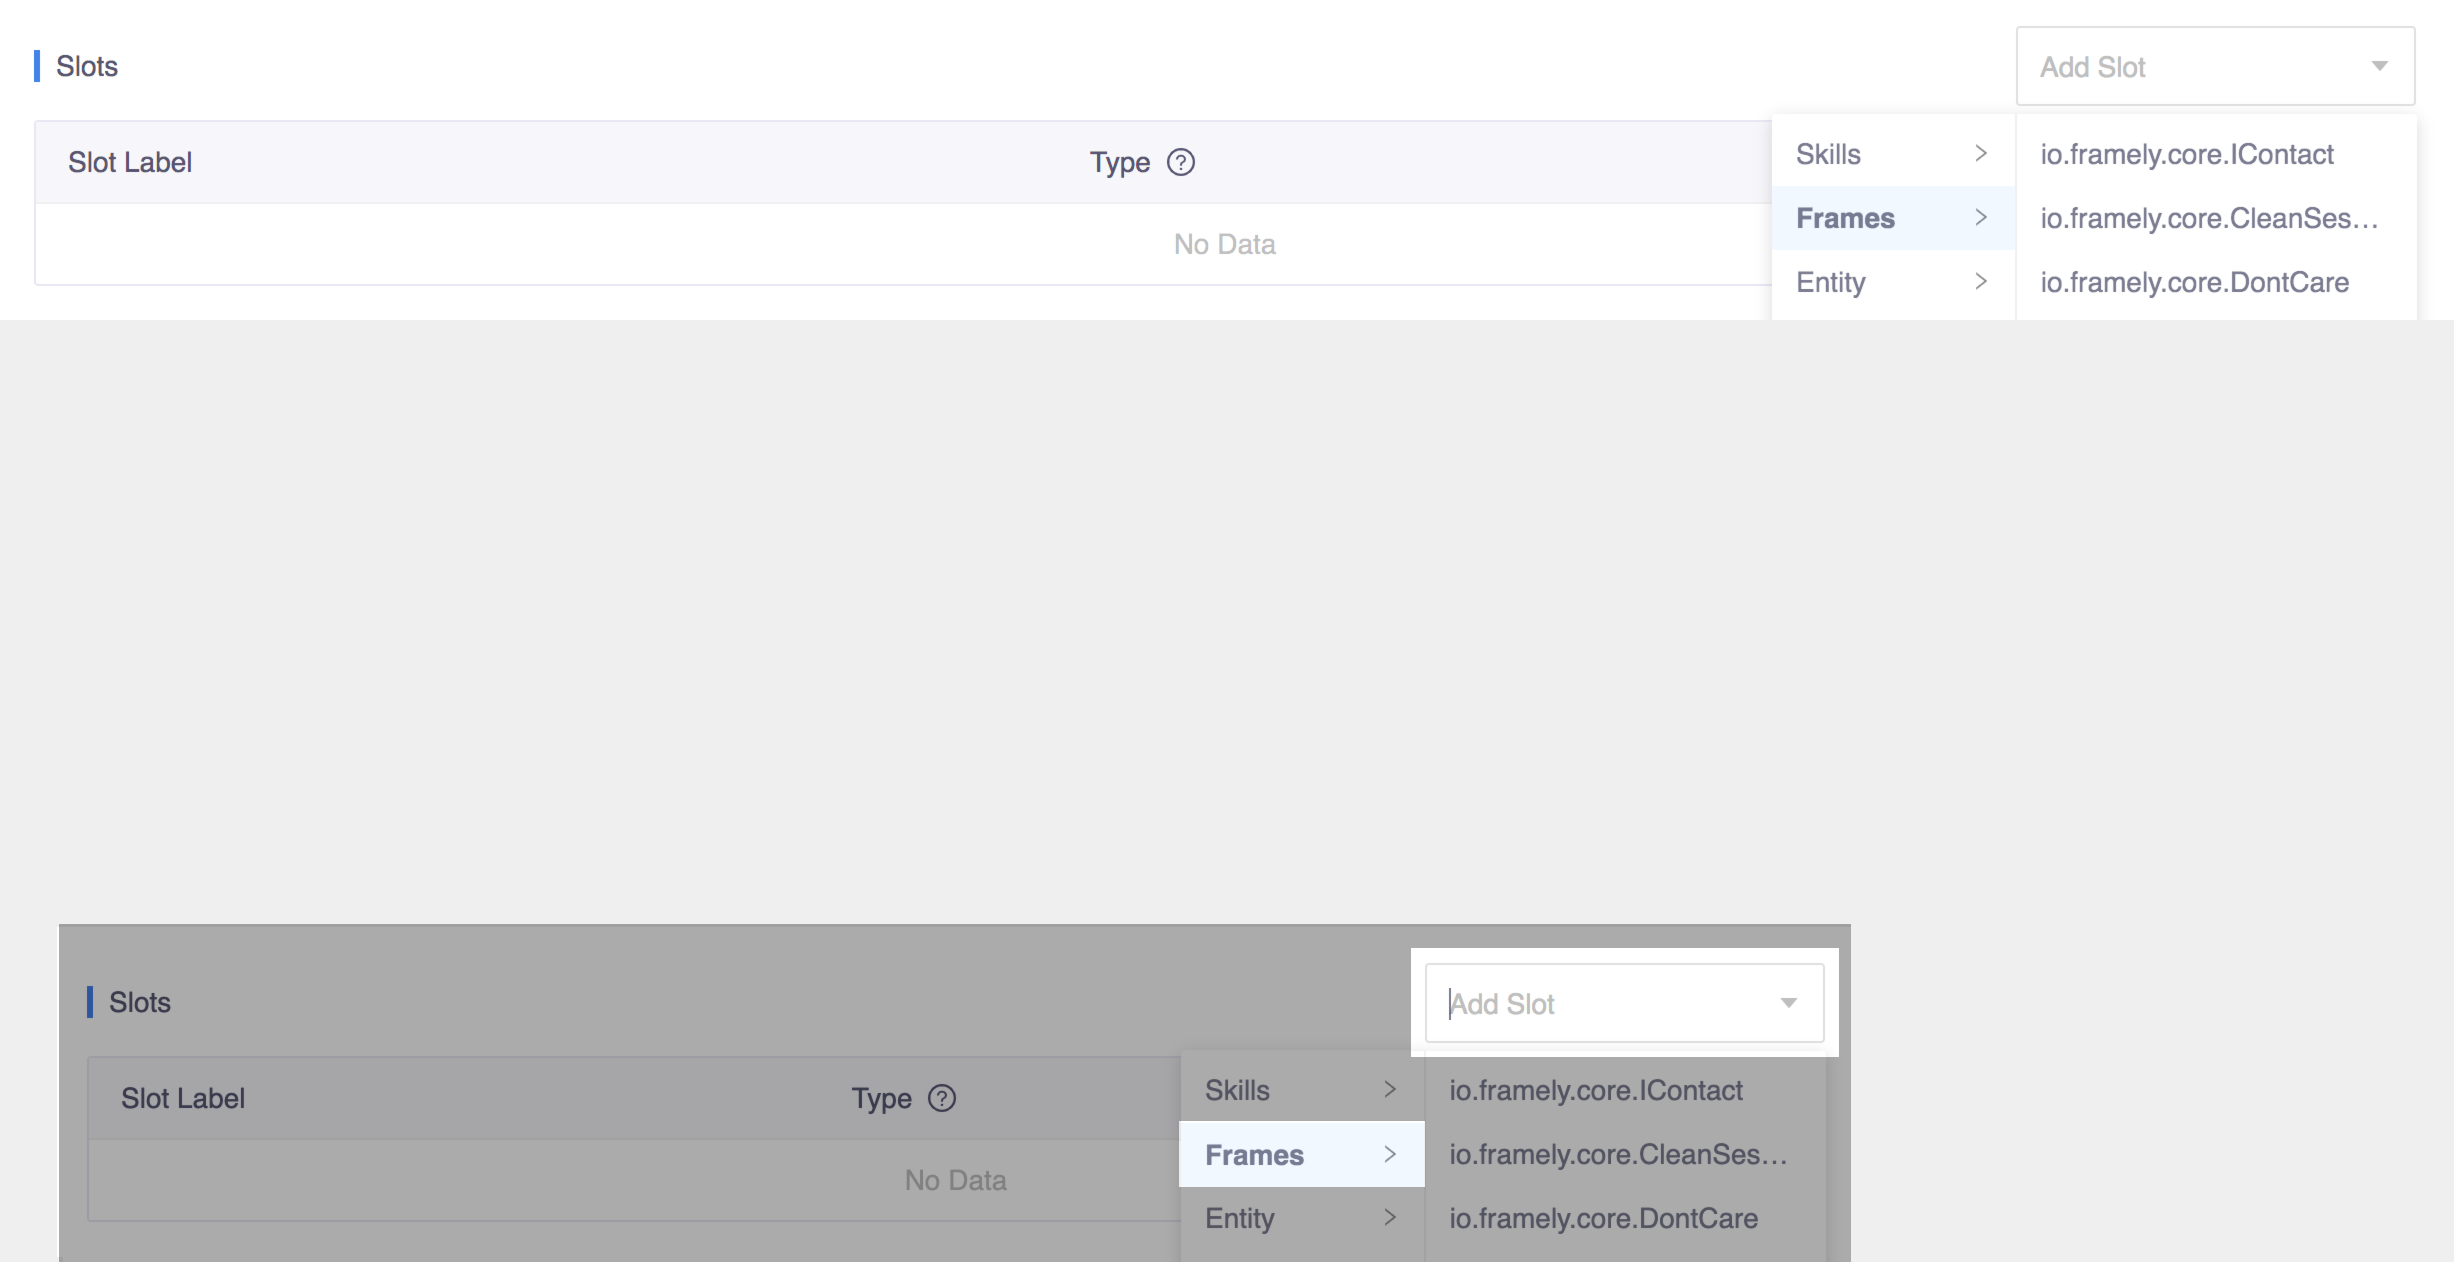 Slots
Add Slot
Slot Label
Type ?
No Data
Skills
Frames
Entity
io.framely.core.IContact
io.framely.core.CleanSes...
io.framely.core.DontCare
Slots
Add Slot
Slot Label
Type ?
No Data
Skills
Frames
Entity
io.framely.core.IContact
io.framely.core.CleanSes...
io.framely.core.DontCare